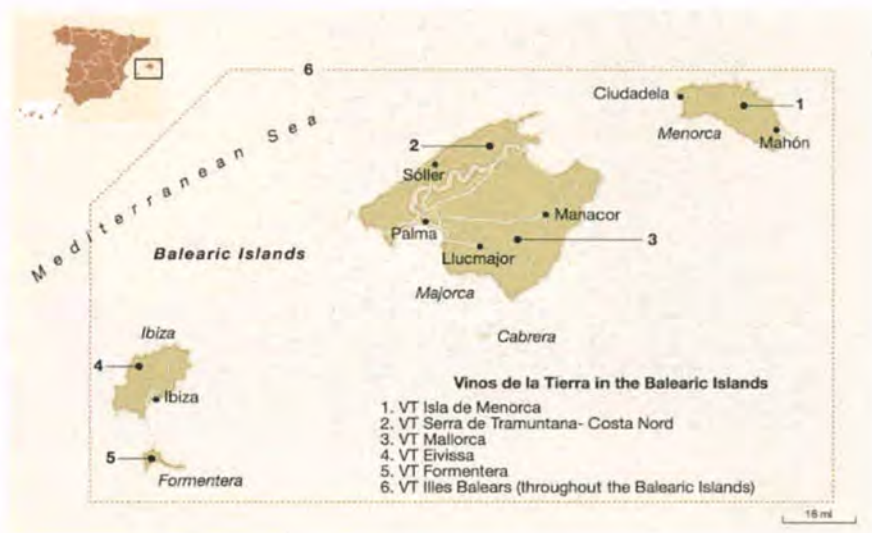 6
Ciudadela
1
Menorca
Mahón
Mediterranean Sea
2
Sóller
Manacor
Palma
3
Llucmajor
Balearic Islands
Majorca
Cabrera
Ibiza
4
Ibiza
5
Formentera
Vinos de la Tierra in the Balearic Islands
1. VT Isla de Menorca
2. VT Serra de Tramuntana- Costa Nord
3. VT Mallorca
4. VT Eivissa
5. VT Formentera
6. VT Illes Balears (throughout the Balearic Islands)
16 mi